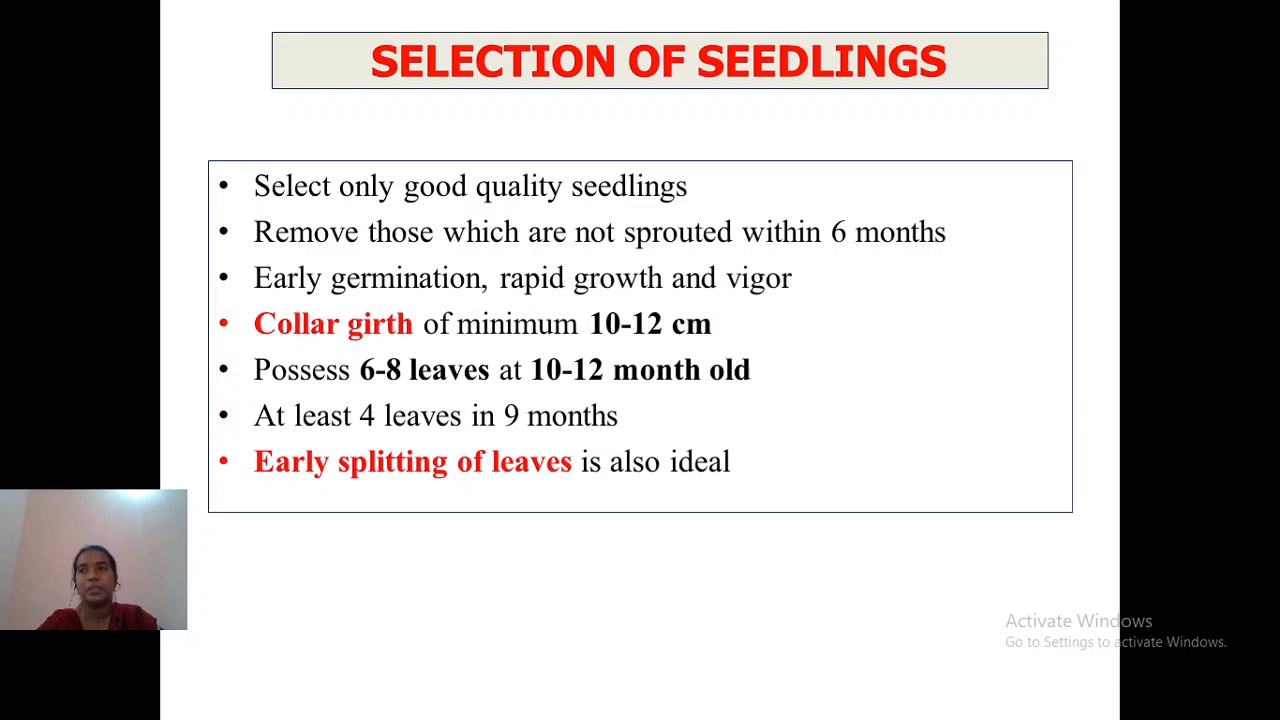 SELECTION OF SEEDLINGS
• Select only good quality seedlings
• Remove those which are not sprouted within 6 months
• Early germination, rapid growth and vigor
• Collar girth of minimum 10-12 cm
• Possess 6-8 leaves at 10-12 month old
• At least 4 leaves in 9 months
• Early splitting of leaves is also ideal
Activate Windows
Go to Settings to activate Windows.